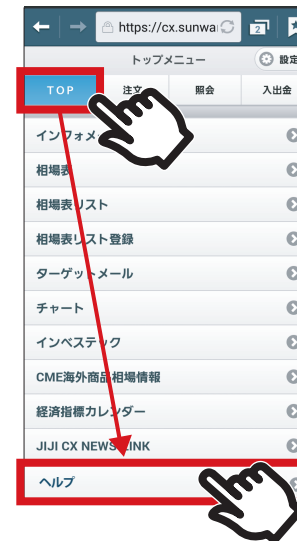 https://cx.sunwa
2
トップメニュー
設定
TOP
注文
照会
入出金
インフォメ
相場表
相場表リスト
相場表リスト登録
ターゲットメール
チャート
インベステック
CME海外商品相場情報
経済指標カレンダー
JIJI CX NEWS LINK
ヘルプ